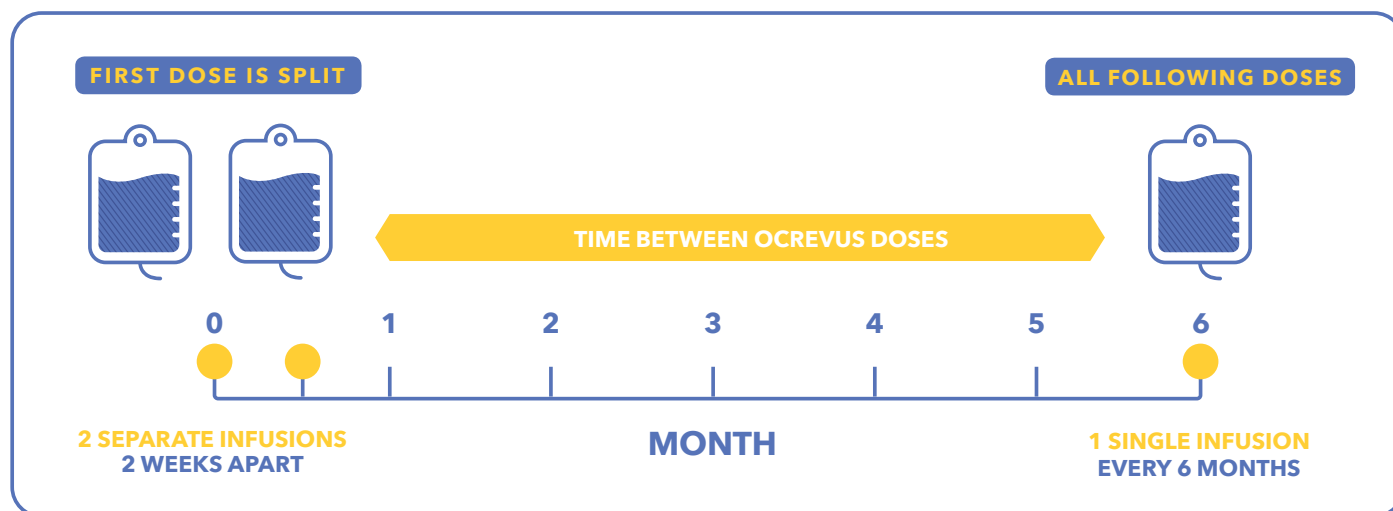 FIRST DOSE IS SPLIT
ALL FOLLOWING DOSES
TIME BETWEEN OCREVUS DOSES
0 1 2 3 4 5 6
2 SEPARATE INFUSIONS
2 WEEKS APART
MONTH
1 SINGLE INFUSION
EVERY 6 MONTHS